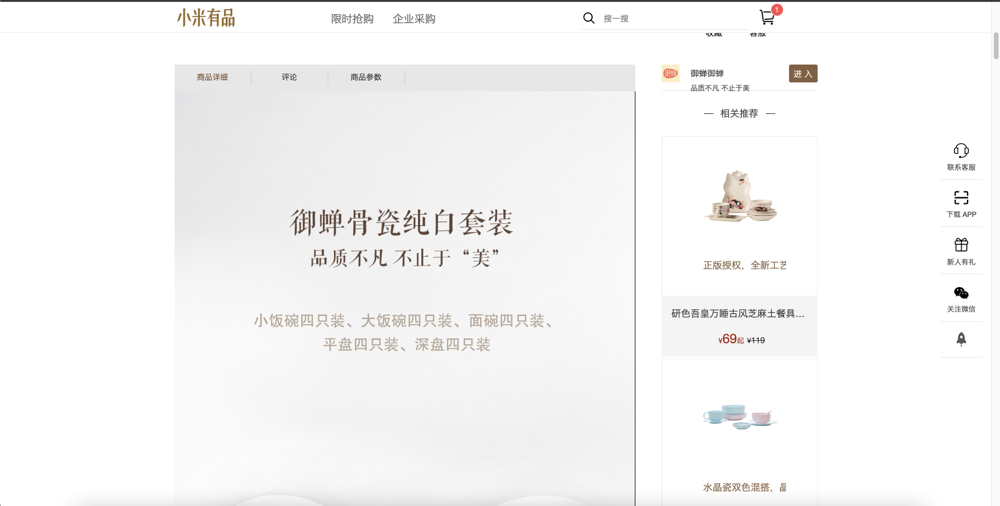 小米有品
限时抢购
企业采购
搜一搜
1
收藏
客服
商品详细
评论
商品参数
御蝉骨瓷纯白套装
品质不凡 不止于“美”
小饭碗四只装、大饭碗四只装、面碗四只装、
平盘四只装、深盘四只装
御蝉御蝉
品质不凡 不止于美
进 入
— 相关推荐 —
正版授权，全新工艺
研色吾皇万睡古风芝麻土餐具...
¥69起 ¥119
水晶瓷双色混搭，
联系客服
下载 APP
新人有礼
关注微信